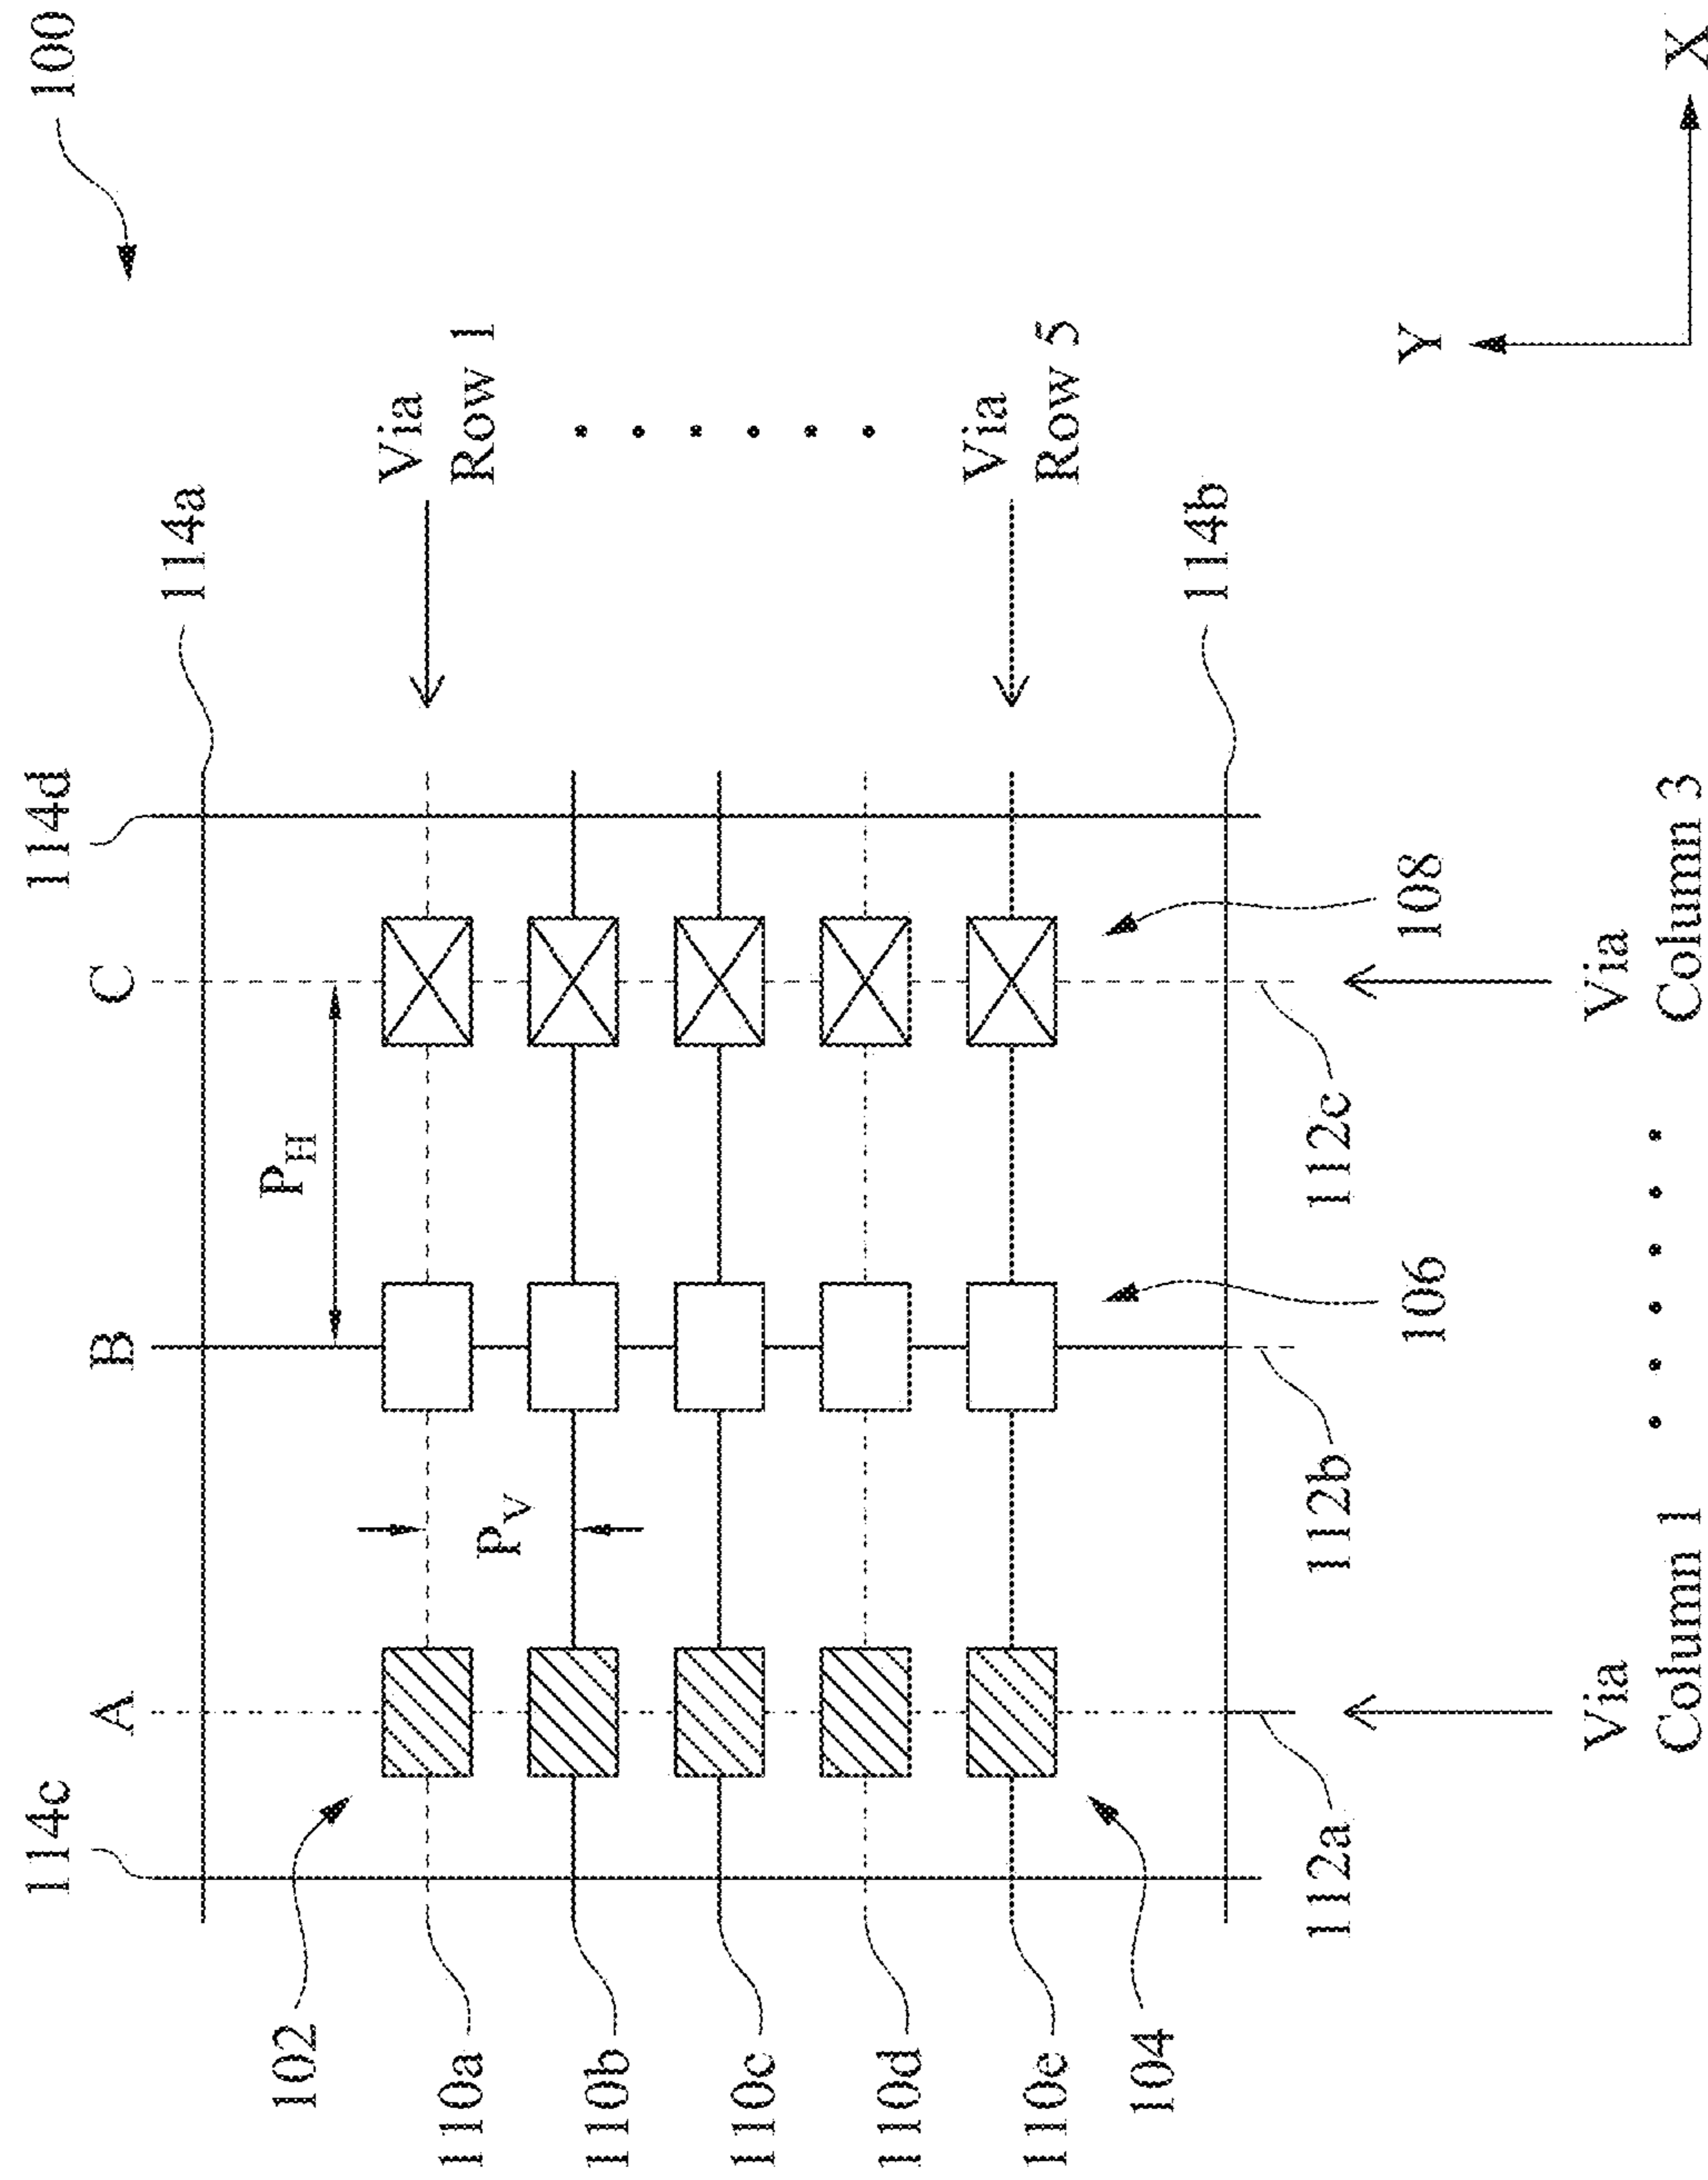 100
114c
114d
A
B
C
114a
P_H
Via
Row 1
102
110a
P_V
110b
110c
110d
110e
Via
Row 5
104
114b
112a
112b
112c
106
108
Via
Column 1
Via
Column 3
Y
X